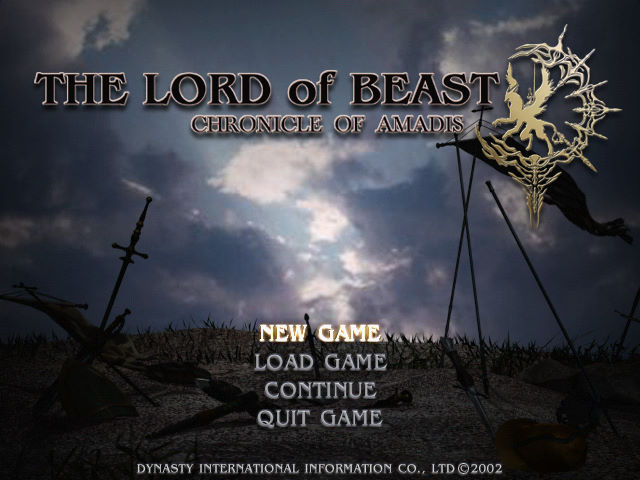 THE LORD of BEAST
CHRONICLE OF AMADIS
NEW GAME
LOAD GAME
CONTINUE
QUIT GAME
DYNASTY INTERNATIONAL INFORMATION CO., LTD©2002